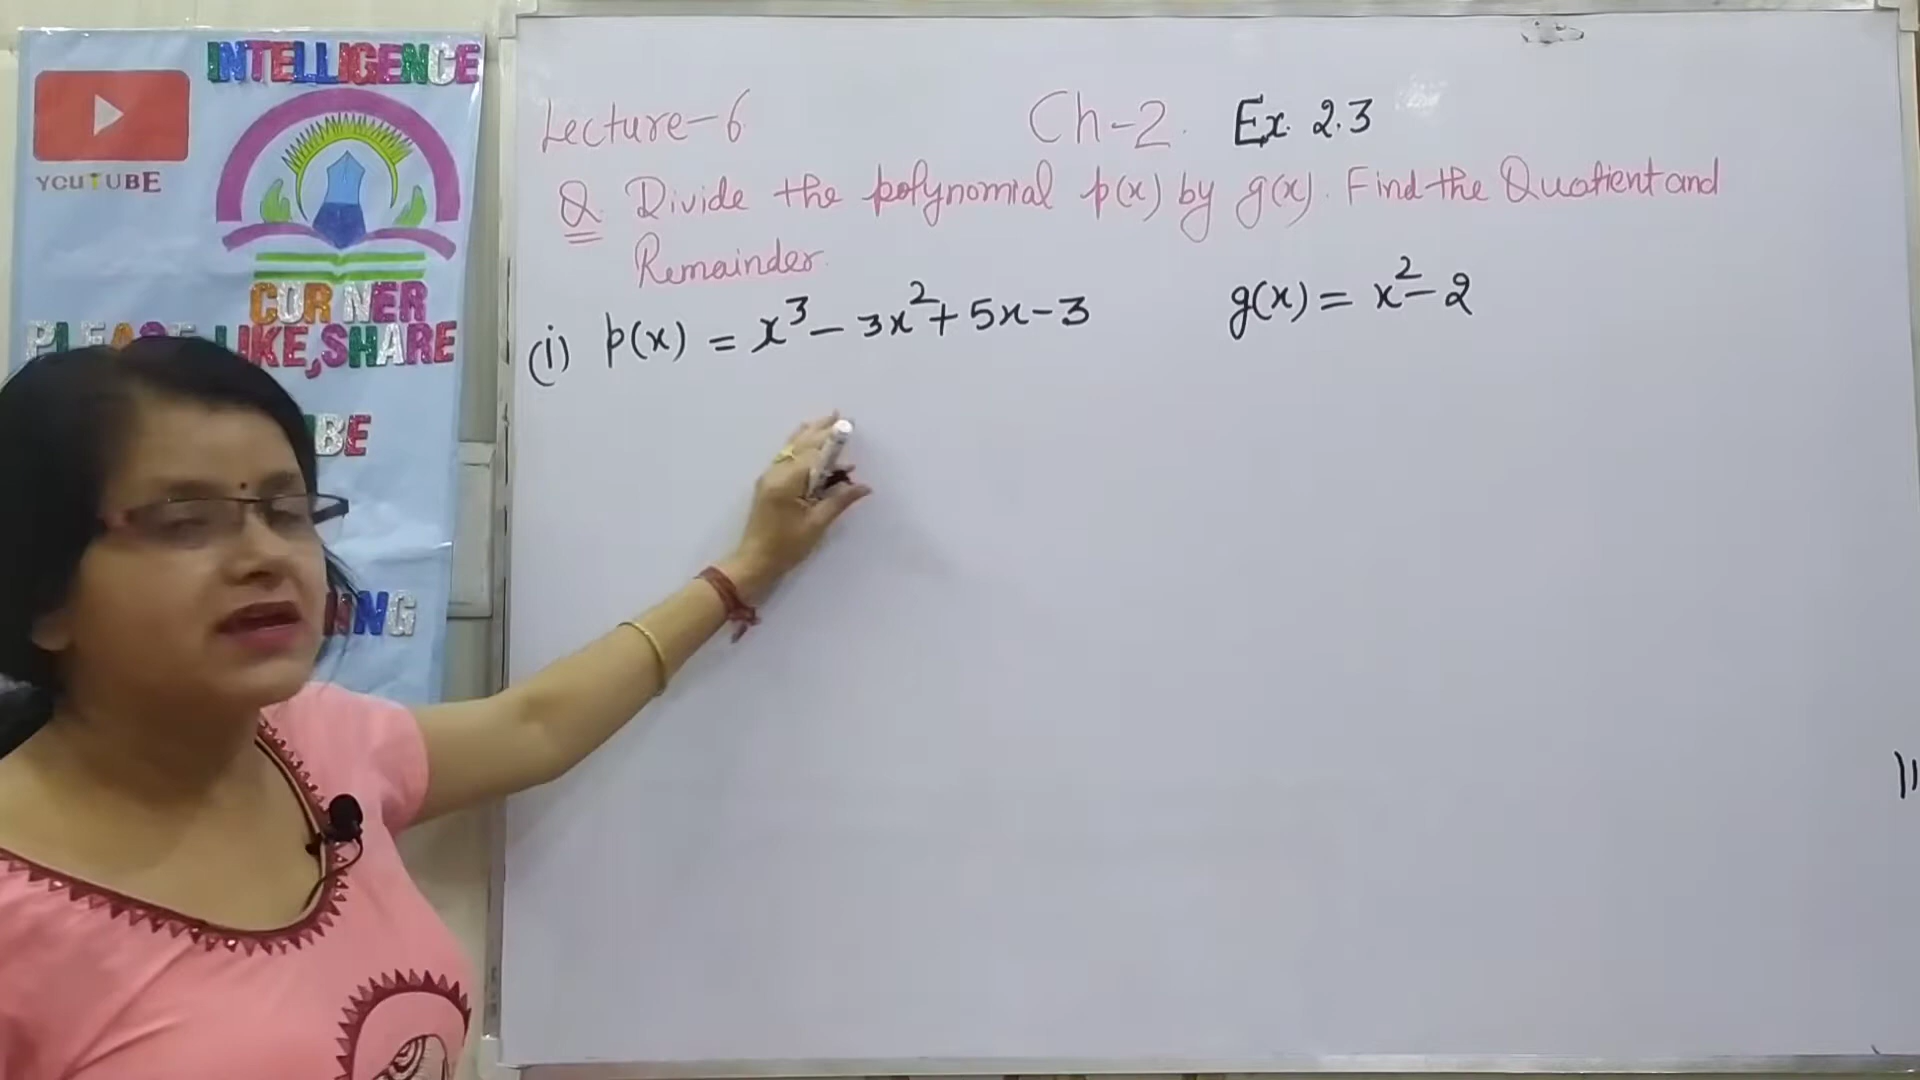 INTELLIGENCE
YOUTUBE
CORNER
LIKE,SHARE
Lecture-6 Ch-2. Ex. 2.3
Q. Divide the polynomial p(x) by g(x). Find the Quotient and
Remainder.
(i) p(x) = x³ - 3x² + 5x - 3 g(x) = x² - 2